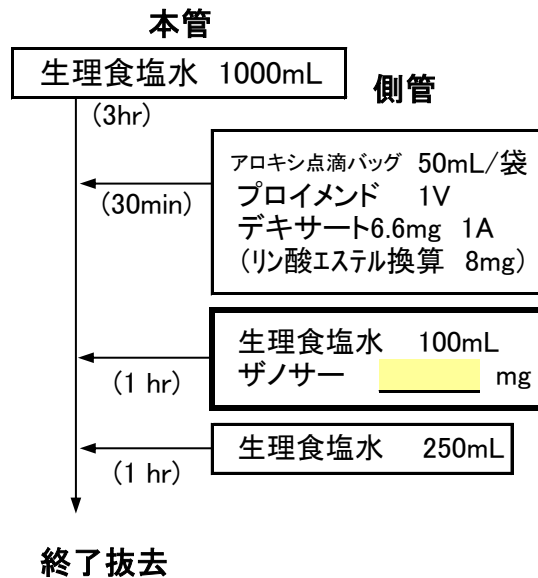 本管
生理食塩水 1000mL
側管
(3hr)
アロキシ点滴バッグ 50mL/袋
プロイメンド 1V
デキサート6.6mg 1A
(リン酸エステル換算 8mg)
(30min)
生理食塩水 100mL
ザノサー mg
(1 hr)
生理食塩水 250mL
(1 hr)
終了抜去